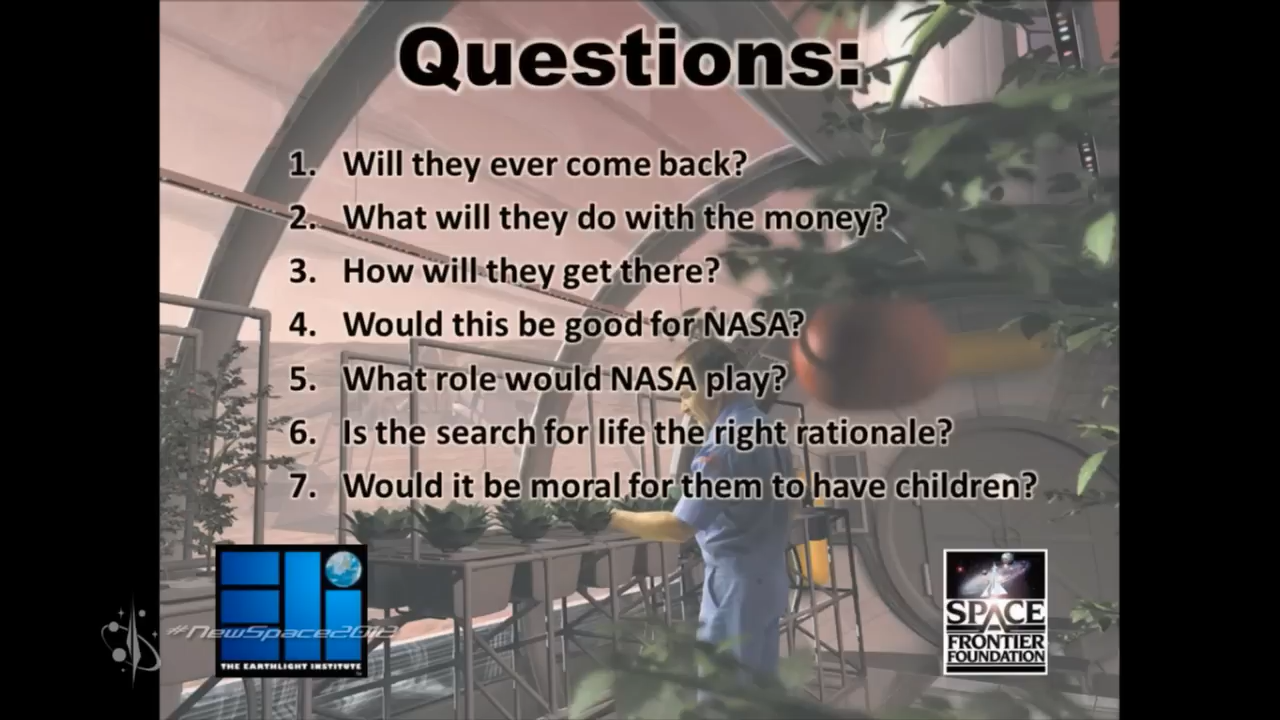 Questions:
1. Will they ever come back?
2. What will they do with the money?
3. How will they get there?
4. Would this be good for NASA?
5. What role would NASA play?
6. Is the search for life the right rationale?
7. Would it be moral for them to have children?
ELi
#NewSpace2012
THE EARTHLIGHT INSTITUTE
SPACE
FRONTIER
FOUNDATION